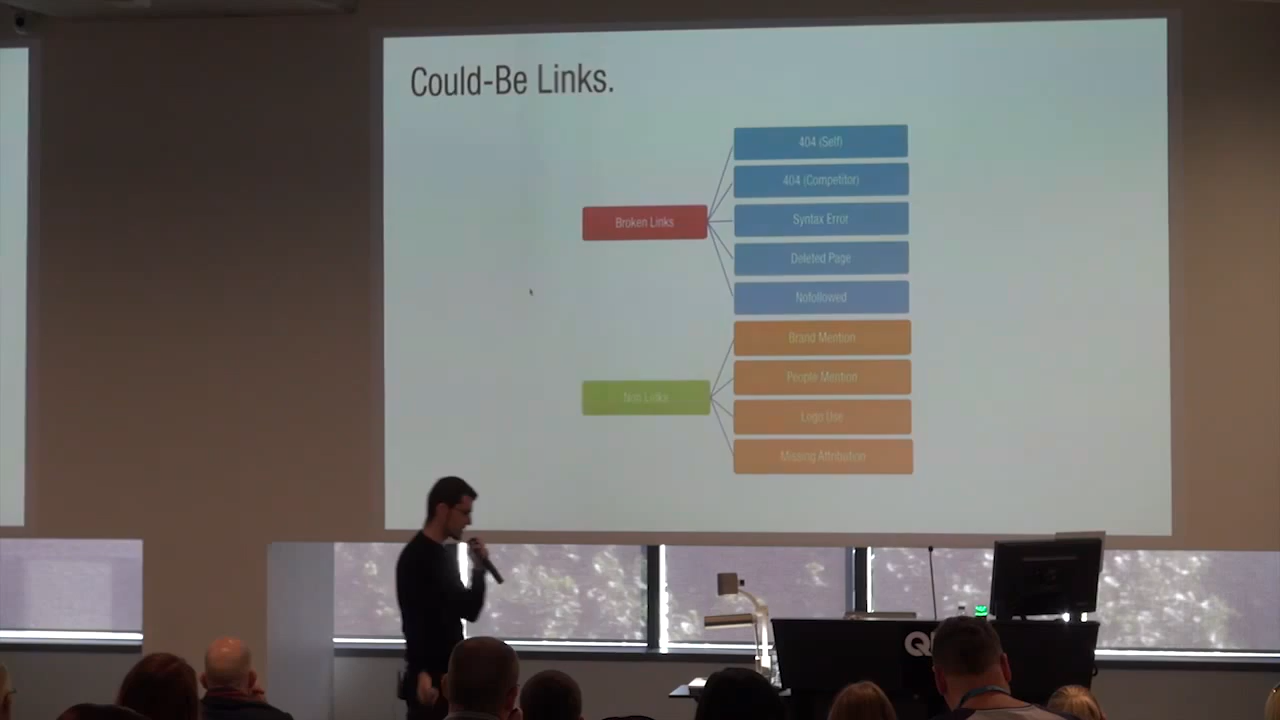 Could-Be Links.
404 (Self)
404 (Competitor)
Broken Links
Syntax Error
Deleted Page
Nofollowed
Brand Mention
People Mention
Non Links
Logo Use
Missing Attribution